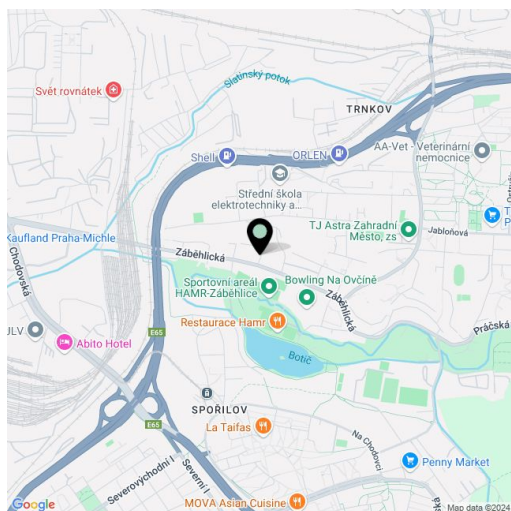 Slatinský potok
Svět rovnátek
TRNKOV
AA-Vet - Veterinární
nemocnice
Shell
ORLEN
Střední škola
elektrotechniky a...
TJ Astra Zahradní
Město, zs
Jabloňová
Kaufland Praha-Michle
Chodovská
Záběhlická
Sportovní areál
HAMR-Záběhlice
Bowling Na Ovčíně
Záběhlická
Práčská
Restaurace Hamr
E65
Abito Hotel
Botič
SPOŘILOV
E65
La Taifas
Na Chodovci
Penny Market
Severovýchodní I
Severní I
MOVA Asian Cuisine
Google
Map data ©2024